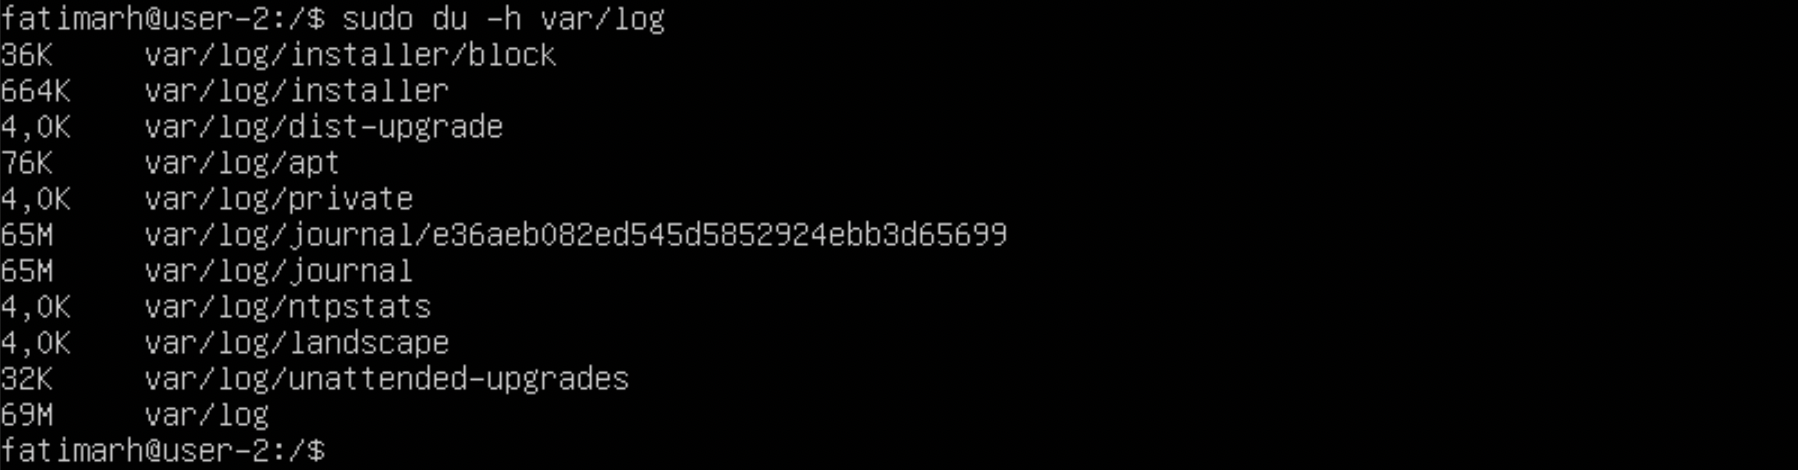 fatimarh@user-2:/$ sudo du -h var/log
36K var/log/installer/block
664K var/log/installer
4,0K var/log/dist-upgrade
76K var/log/apt
4,0K var/log/private
65M var/log/journal/e36aeb082ed545d5852924ebb3d65699
65M var/log/journal
4,0K var/log/ntpstats
4,0K var/log/landscape
32K var/log/unattended-upgrades
69M var/log
fatimarh@user-2:/$